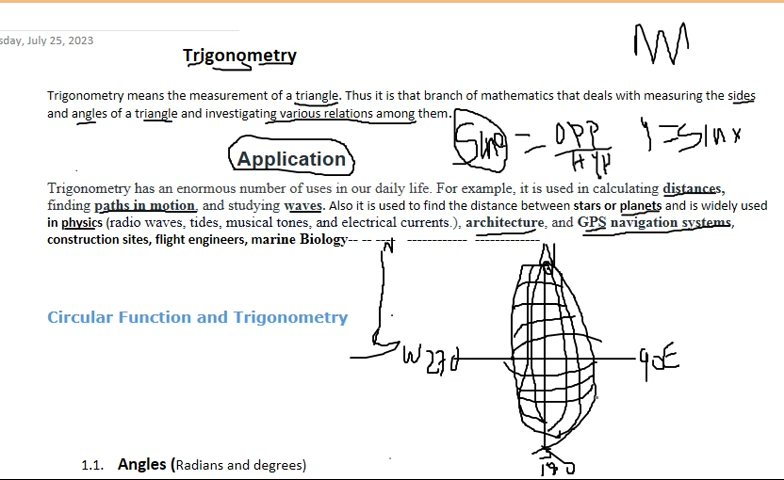 sday, July 25, 2023
Trigonometry
Trigonometry means the measurement of a triangle. Thus it is that branch of mathematics that deals with measuring the sides
and angles of a triangle and investigating various relations among them.
Sinθ = OPP
HYP
Y=Sinx
Application
Trigonometry has an enormous number of uses in our daily life. For example, it is used in calculating distances,
finding paths in motion, and studying waves. Also it is used to find the distance between stars or planets and is widely used
in physics (radio waves, tides, musical tones, and electrical currents.), architecture, and GPS navigation systems,
construction sites, flight engineers, marine Biology-- -- -- ------------ -------------
N
N
0
Circular Function and Trigonometry
W 270
90E
S
180
1.1. Angles (Radians and degrees)